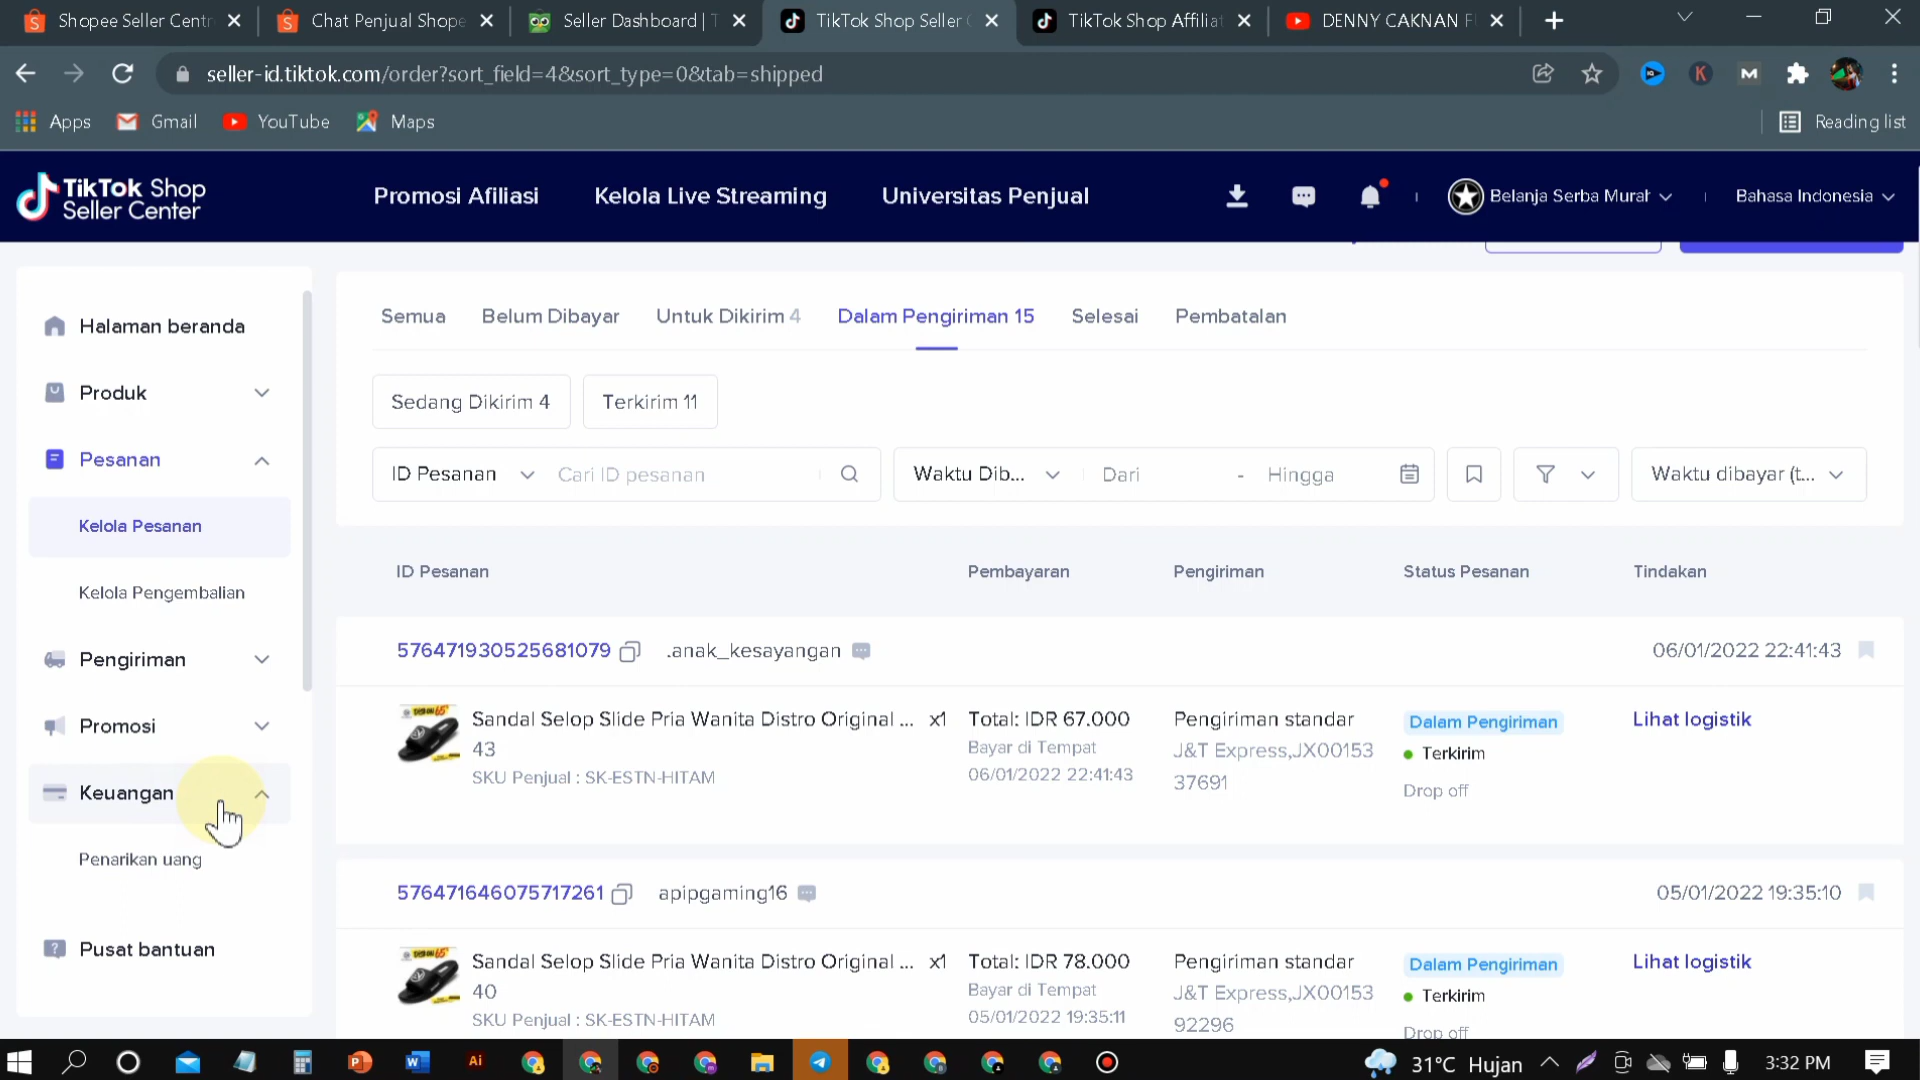 Shopee Seller Centr
Chat Penjual Shope
Seller Dashboard | T
TikTok Shop Seller C
TikTok Shop Affiliat
DENNY CAKNAN F
seller-id.tiktok.com/order?sort_field=4&sort_type=0&tab=shipped
Apps
Gmail
YouTube
Maps
Reading list
TikTok Shop
Seller Center
Promosi Afiliasi
Kelola Live Streaming
Universitas Penjual
Belanja Serba Murah
Bahasa Indonesia
Halaman beranda
Produk
Pesanan
Kelola Pesanan
Kelola Pengembalian
Pengiriman
Promosi
Keuangan
Penarikan uang
Pusat bantuan
Semua
Belum Dibayar
Untuk Dikirim 4
Dalam Pengiriman 15
Selesai
Pembatalan
Sedang Dikirim 4
Terkirim 11
ID Pesanan
Cari ID pesanan
Waktu Dib...
Dari
-
Hingga
Waktu dibayar (t...
ID Pesanan
Pembayaran
Pengiriman
Status Pesanan
Tindakan
576471930525681079
.anak_kesayangan
06/01/2022 22:41:43
Sandal Selop Slide Pria Wanita Distro Original ...
x1
43
SKU Penjual : SK-ESTN-HITAM
Total: IDR 67.000
Bayar di Tempat
06/01/2022 22:41:43
Pengiriman standar
J&T Express,JX00153
37691
Dalam Pengiriman
Terkirim
Drop off
Lihat logistik
576471646075717261
apipgaming16
05/01/2022 19:35:10
Sandal Selop Slide Pria Wanita Distro Original ...
x1
40
SKU Penjual : SK-ESTN-HITAM
Total: IDR 78.000
Bayar di Tempat
05/01/2022 19:35:11
Pengiriman standar
J&T Express,JX00153
92296
Dalam Pengiriman
Terkirim
Drop off
Lihat logistik
31°C Hujan
3:32 PM